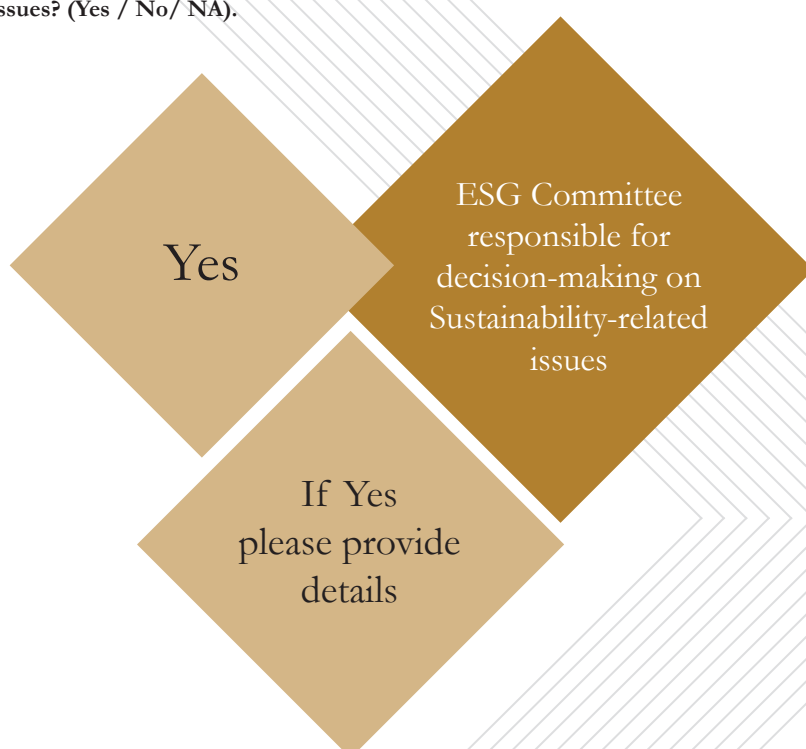 issues? (Yes / No/ NA).
Yes
ESG Committee
responsible for
decision-making on
Sustainability-related
issues
If Yes
please provide
details